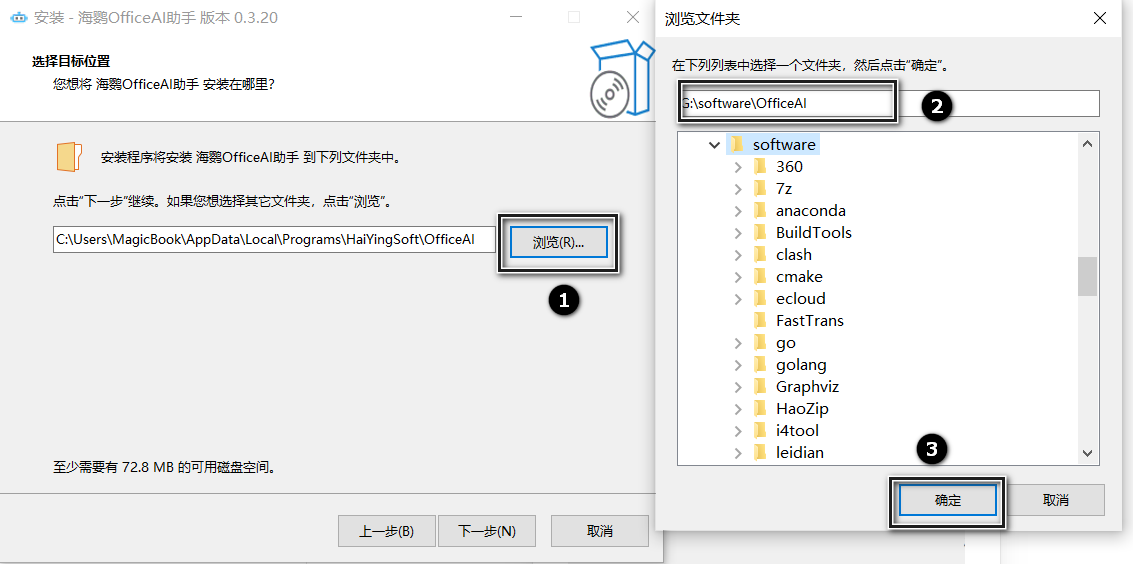 安装 - 海鹦OfficeAI助手 版本 0.3.20
选择目标位置
您想将 海鹦OfficeAI助手 安装在哪里？
安装程序将安装 海鹦OfficeAI助手 到下列文件夹中。
点击“下一步”继续。如果您想选择其它文件夹，点击“浏览”。
C:\Users\MagicBook\AppData\Local\Programs\HaiYingSoft\OfficeAI
浏览(R)...
1
至少需要有 72.8 MB 的可用磁盘空间。
上一步(B)
下一步(N)
取消
浏览文件夹
在下列列表中选择一个文件夹，然后点击“确定”。
G:\software\OfficeAI
2
software
360
7z
anaconda
BuildTools
clash
cmake
ecloud
FastTrans
go
golang
Graphviz
HaoZip
i4tool
leidian
3
确定
取消